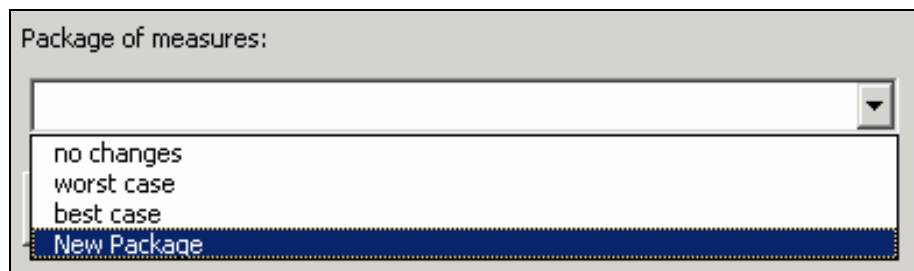 Package of measures:
no changes
worst case
best case
New Package